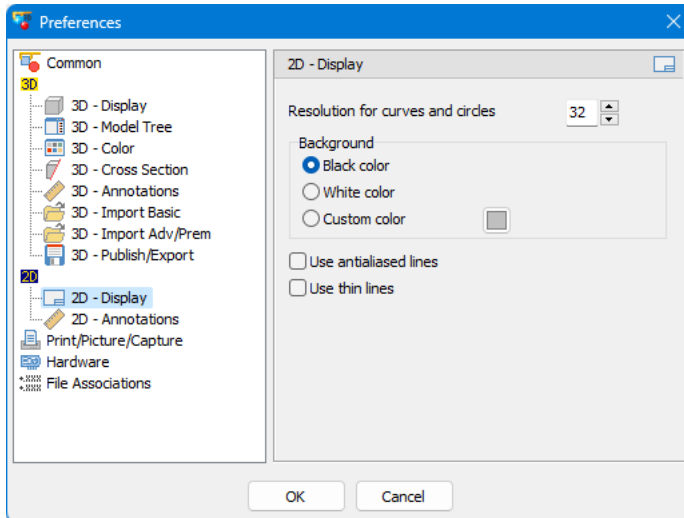 Preferences
Common
3D
3D - Display
3D - Model Tree
3D - Color
3D - Cross Section
3D - Annotations
3D - Import Basic
3D - Import Adv/Prem
3D - Publish/Export
2D
2D - Display
2D - Annotations
Print/Picture/Capture
Hardware
*.XXX
*.XXX
File Associations
2D - Display
Resolution for curves and circles 32
Background
Black color
White color
Custom color
Use antialiased lines
Use thin lines
OK Cancel